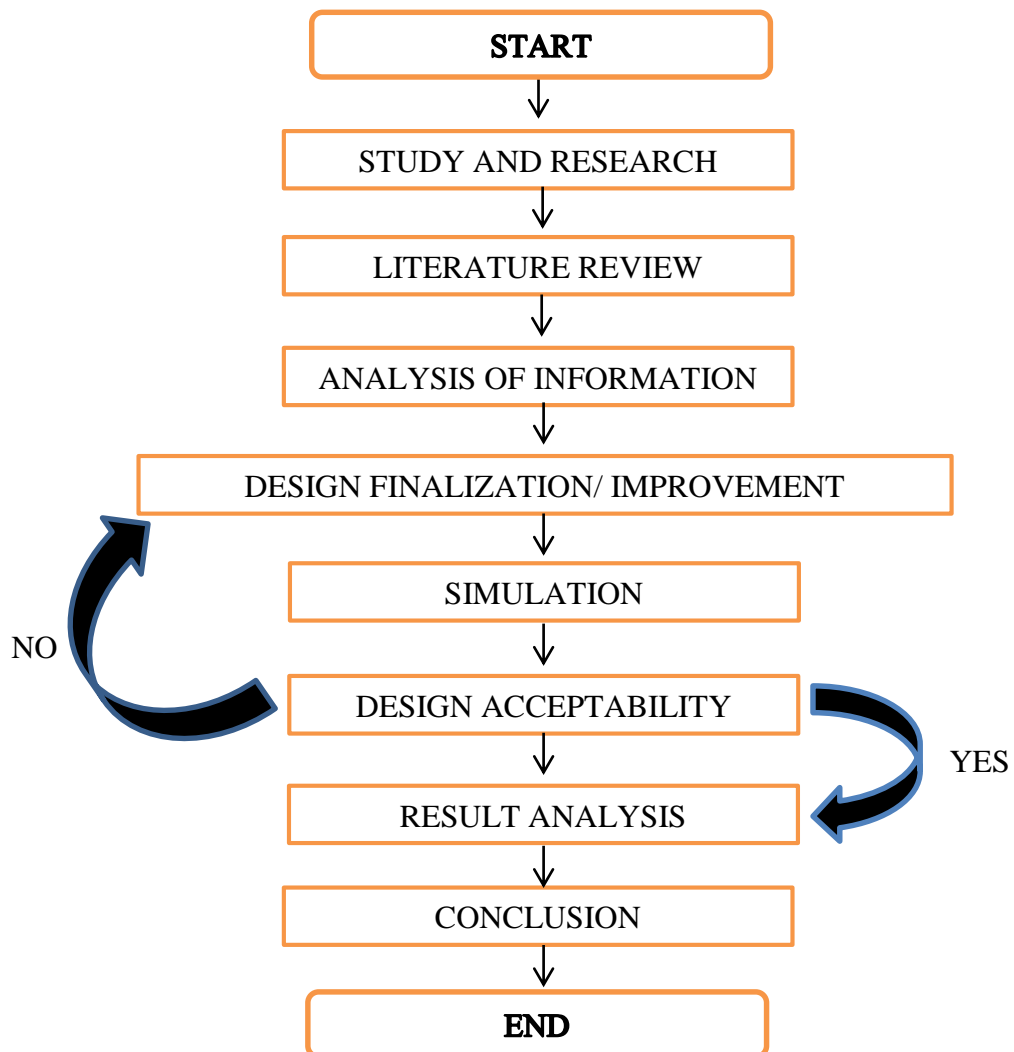 START
STUDY AND RESEARCH
LITERATURE REVIEW
ANALYSIS OF INFORMATION
DESIGN FINALIZATION/ IMPROVEMENT
SIMULATION
NO
DESIGN ACCEPTABILITY
YES
RESULT ANALYSIS
CONCLUSION
END